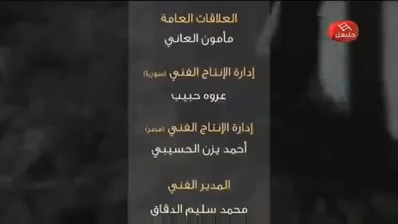 العلاقات العامة
مأمون العاني
إدارة الإنتاج الفني (سوريا)
عروه حبيب
إدارة الإنتاج الفني (مصر)
أحمد يزن الحسيبي
المدير الفني
محمد سليم الدقاق